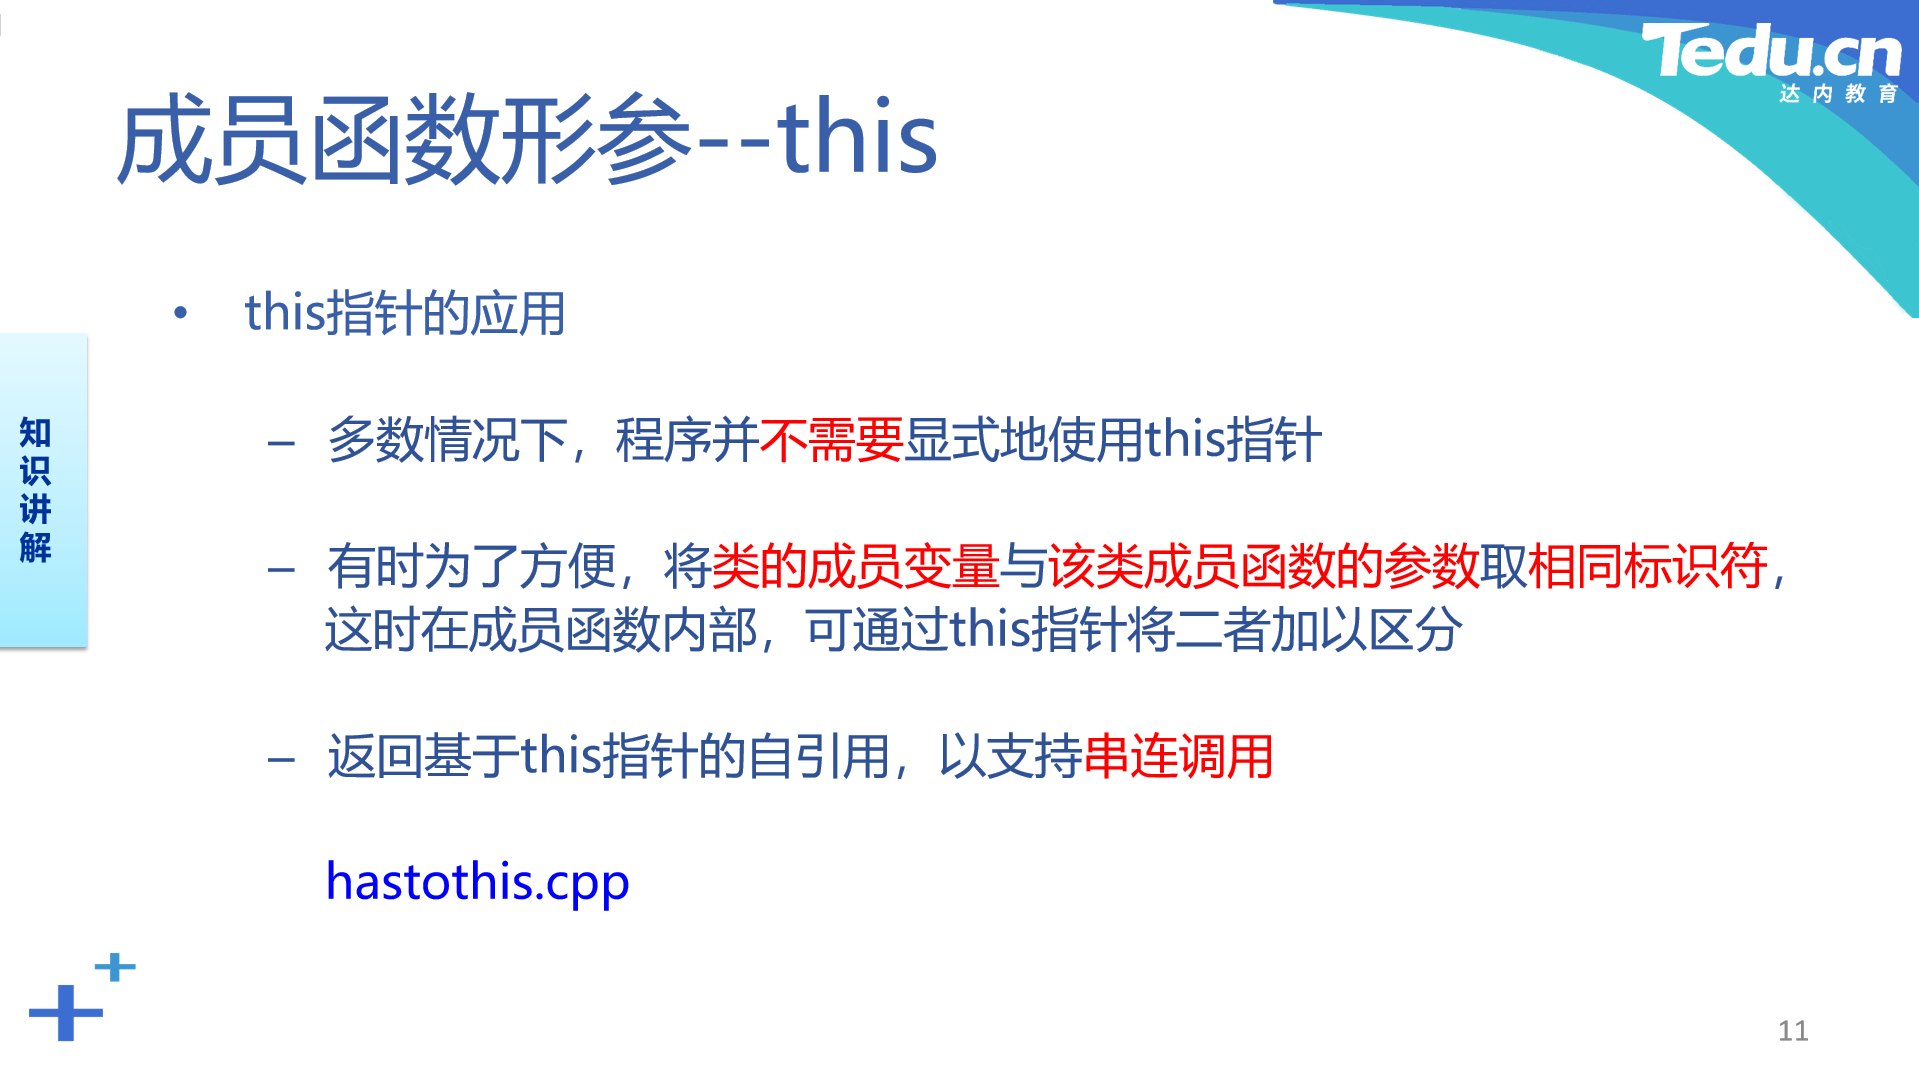 Tedu.cn
达内教育
成员函数形参--this
• this指针的应用
知识讲解
– 多数情况下，程序并不需要显式地使用this指针
– 有时为了方便，将类的成员变量与该类成员函数的参数取相同标识符，
这时在成员函数内部，可通过this指针将二者加以区分
– 返回基于this指针的自引用，以支持串连调用
hastothis.cpp
11